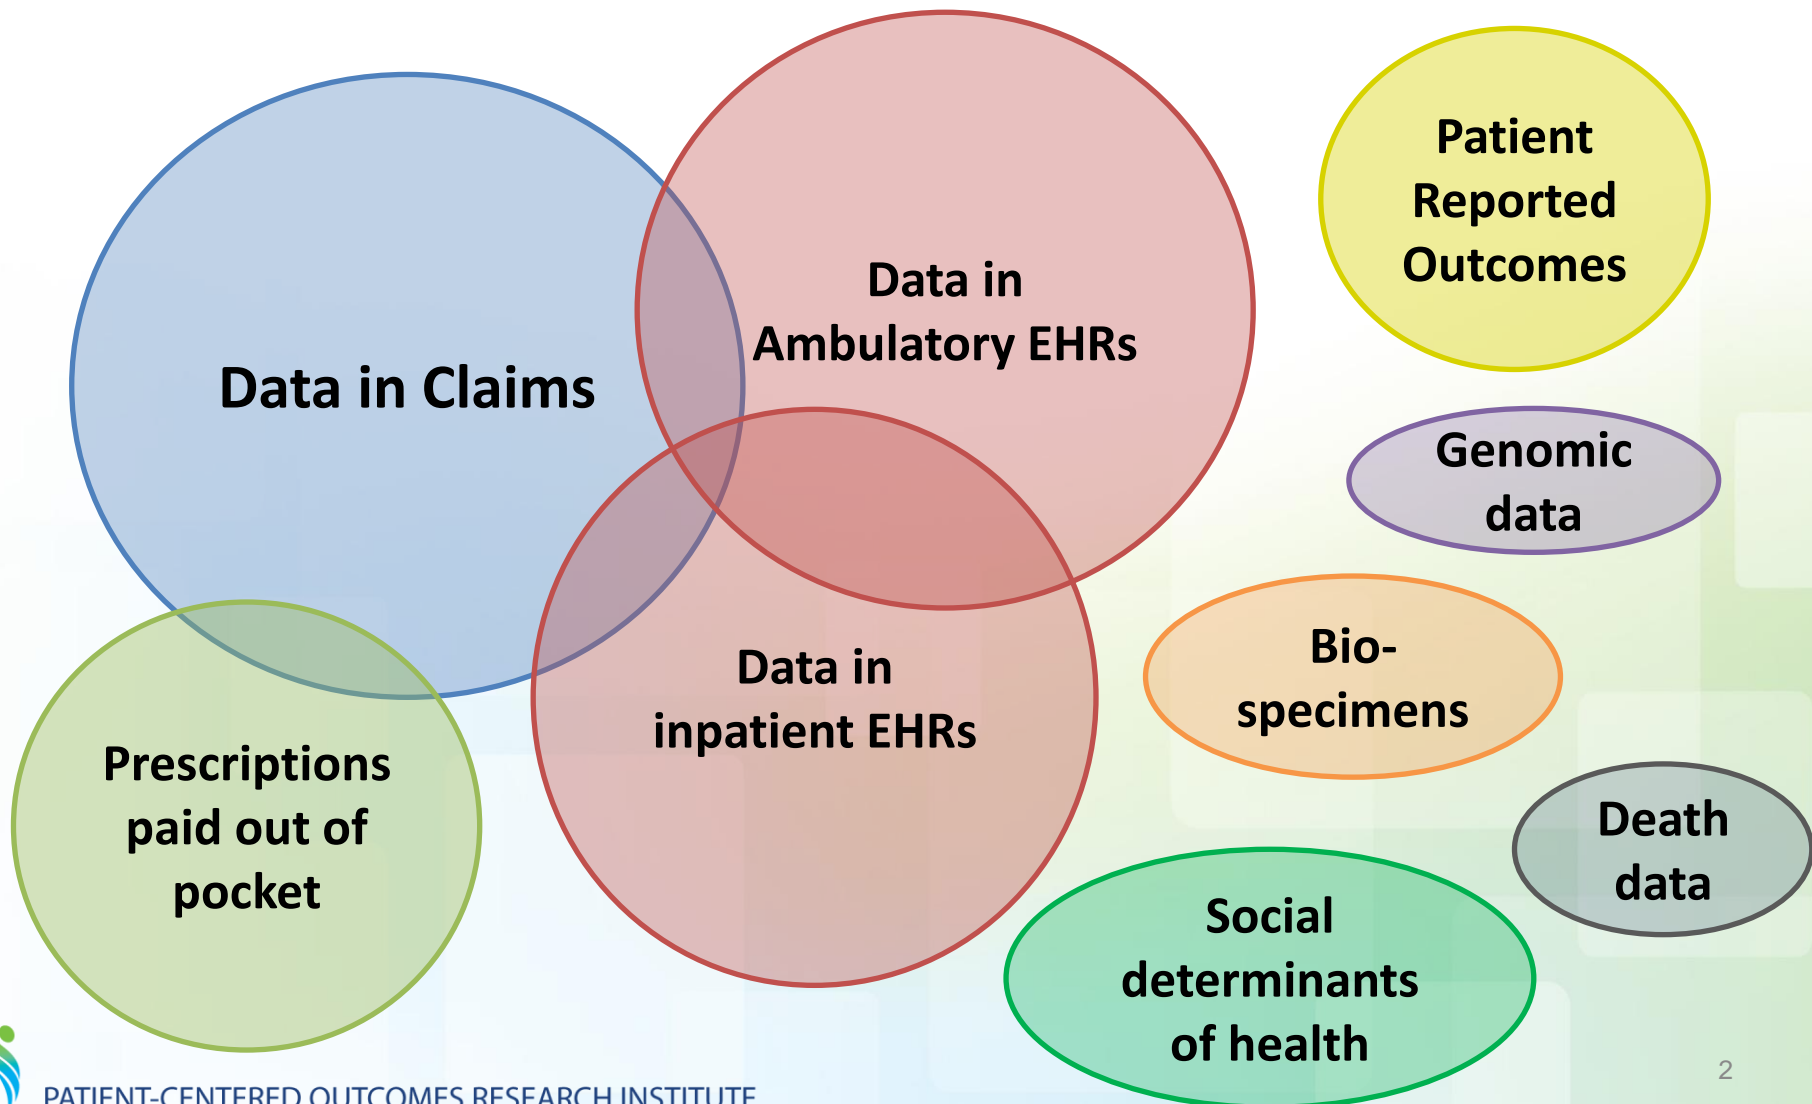 Data in Claims
Data in
Ambulatory EHRs
Data in
inpatient EHRs
Prescriptions
paid out of
pocket
Patient
Reported
Outcomes
Genomic
data
Bio-
specimens
Death
data
Social
determinants
of health
PATIENT-CENTERED OUTCOMES RESEARCH INSTITUTE
2